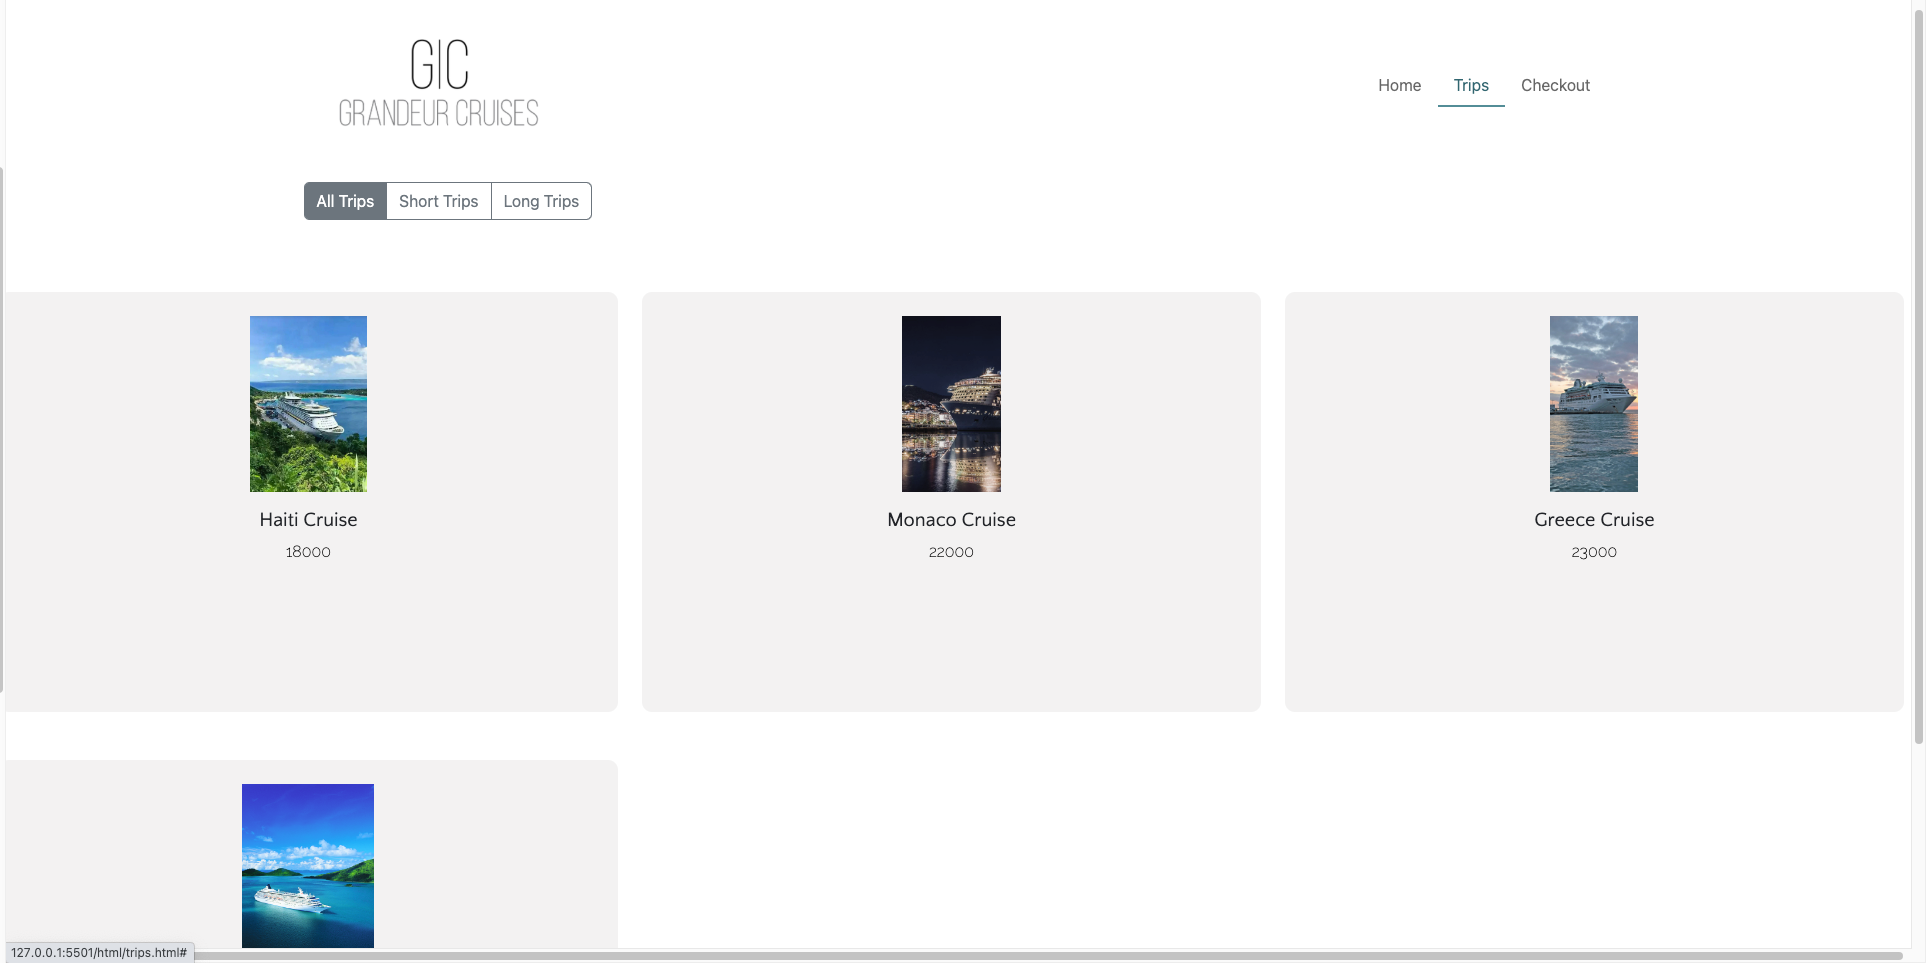 GIC
GRANDEUR CRUISES
Home Trips Checkout
All Trips Short Trips Long Trips
Haiti Cruise
18000
Monaco Cruise
22000
Greece Cruise
23000
127.0.0.1:5501/html/trips.html#